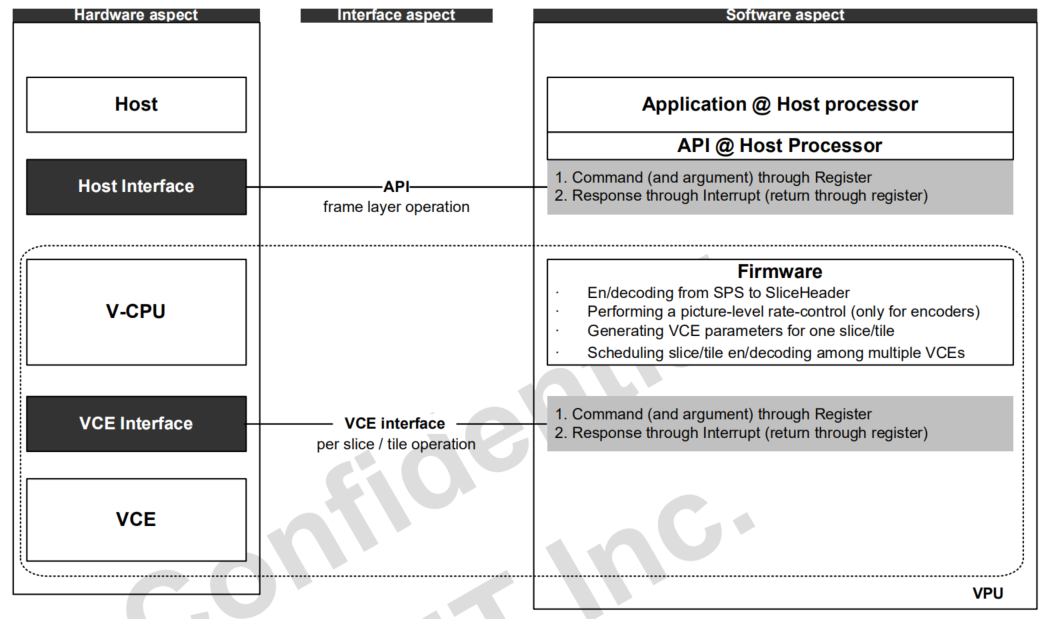 Hardware aspect
Interface aspect
Software aspect
Host
Application @ Host processor
API @ Host Processor
Host Interface
API
frame layer operation
1. Command (and argument) through Register
2. Response through Interrupt (return through register)
V-CPU
Firmware
· En/decoding from SPS to SliceHeader
· Performing a picture-level rate-control (only for encoders)
· Generating VCE parameters for one slice/tile
· Scheduling slice/tile en/decoding among multiple VCEs
VCE Interface
VCE interface
per slice / tile operation
1. Command (and argument) through Register
2. Response through Interrupt (return through register)
VCE
VPU
Inc.